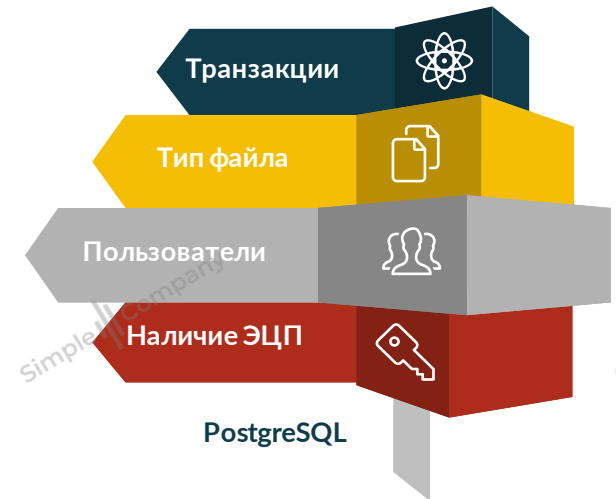 Транзакции
Тип файла
Пользователи
Simple Company
Наличие ЭЦП
PostgreSQL